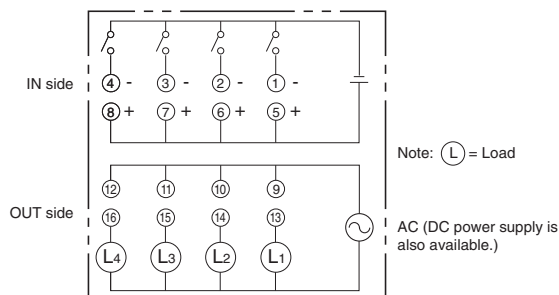 4 - 3 - 2 - 1 -
IN side
8 + 7 + 6 + 5 +
Note: L = Load
12 11 10 9
OUT side
16 15 14 13
AC (DC power supply is
also available.)
L4 L3 L2 L1